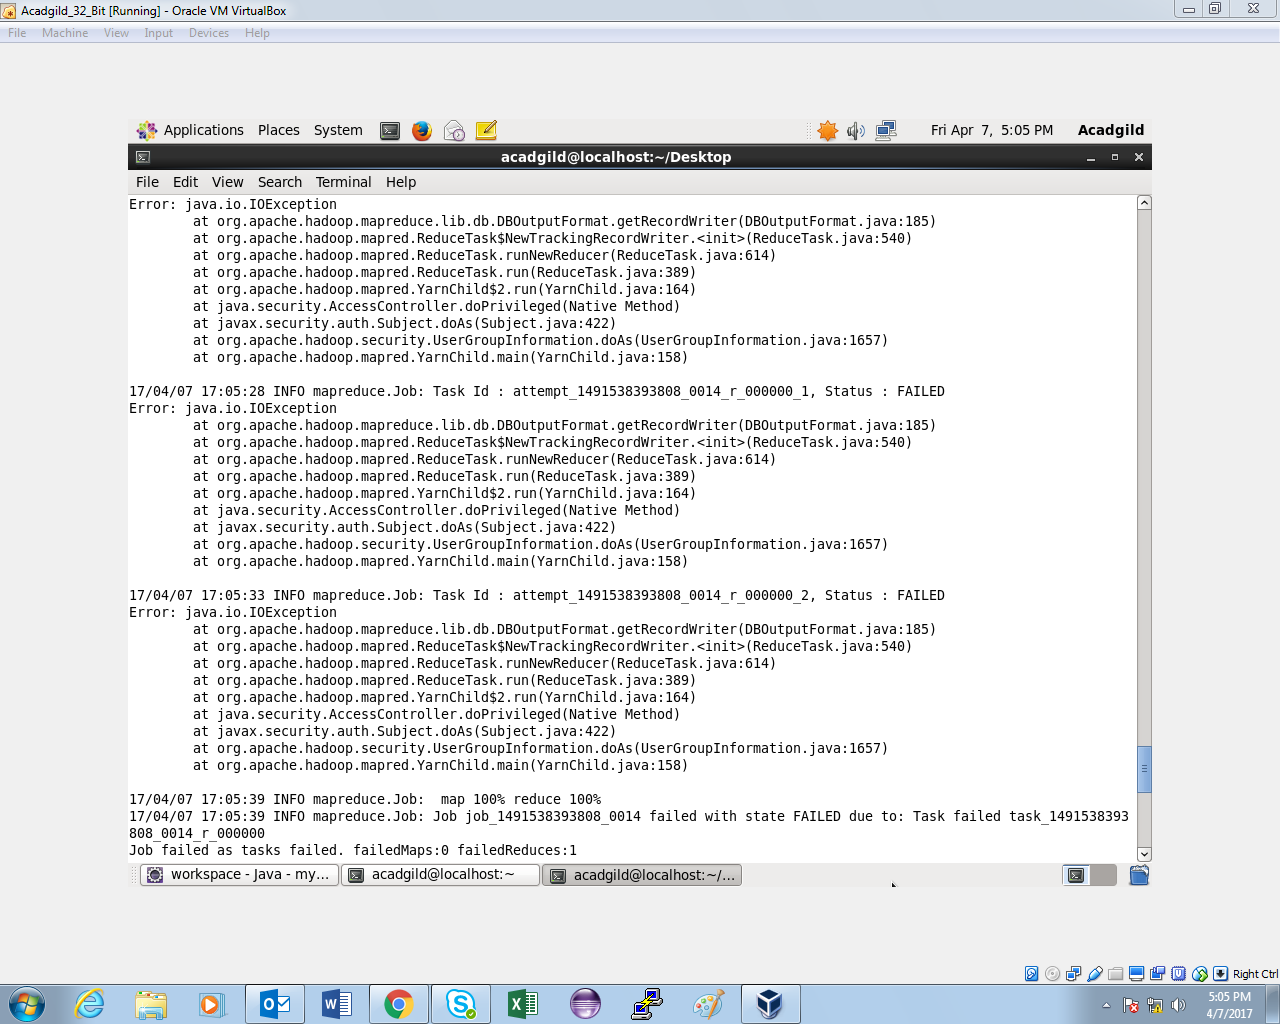 Acadgild_32_Bit [Running] - Oracle VM VirtualBox
File Machine View Input Devices Help
Applications Places System Fri Apr 7, 5:05 PM Acadgild
acadgild@localhost:~/Desktop
File Edit View Search Terminal Help
Error: java.io.IOException
at org.apache.hadoop.mapreduce.lib.db.DBOutputFormat.getRecordWriter(DBOutputFormat.java:185)
at org.apache.hadoop.mapred.ReduceTask$NewTrackingRecordWriter.<init>(ReduceTask.java:540)
at org.apache.hadoop.mapred.ReduceTask.runNewReducer(ReduceTask.java:614)
at org.apache.hadoop.mapred.ReduceTask.run(ReduceTask.java:389)
at org.apache.hadoop.mapred.YarnChild$2.run(YarnChild.java:164)
at java.security.AccessController.doPrivileged(Native Method)
at javax.security.auth.Subject.doAs(Subject.java:422)
at org.apache.hadoop.security.UserGroupInformation.doAs(UserGroupInformation.java:1657)
at org.apache.hadoop.mapred.YarnChild.main(YarnChild.java:158)
17/04/07 17:05:28 INFO mapreduce.Job: Task Id : attempt_1491538393808_0014_r_000000_1, Status : FAILED
Error: java.io.IOException
at org.apache.hadoop.mapreduce.lib.db.DBOutputFormat.getRecordWriter(DBOutputFormat.java:185)
at org.apache.hadoop.mapred.ReduceTask$NewTrackingRecordWriter.<init>(ReduceTask.java:540)
at org.apache.hadoop.mapred.ReduceTask.runNewReducer(ReduceTask.java:614)
at org.apache.hadoop.mapred.ReduceTask.run(ReduceTask.java:389)
at org.apache.hadoop.mapred.YarnChild$2.run(YarnChild.java:164)
at java.security.AccessController.doPrivileged(Native Method)
at javax.security.auth.Subject.doAs(Subject.java:422)
at org.apache.hadoop.security.UserGroupInformation.doAs(UserGroupInformation.java:1657)
at org.apache.hadoop.mapred.YarnChild.main(YarnChild.java:158)
17/04/07 17:05:33 INFO mapreduce.Job: Task Id : attempt_1491538393808_0014_r_000000_2, Status : FAILED
Error: java.io.IOException
at org.apache.hadoop.mapreduce.lib.db.DBOutputFormat.getRecordWriter(DBOutputFormat.java:185)
at org.apache.hadoop.mapred.ReduceTask$NewTrackingRecordWriter.<init>(ReduceTask.java:540)
at org.apache.hadoop.mapred.ReduceTask.runNewReducer(ReduceTask.java:614)
at org.apache.hadoop.mapred.ReduceTask.run(ReduceTask.java:389)
at org.apache.hadoop.mapred.YarnChild$2.run(YarnChild.java:164)
at java.security.AccessController.doPrivileged(Native Method)
at javax.security.auth.Subject.doAs(Subject.java:422)
at org.apache.hadoop.security.UserGroupInformation.doAs(UserGroupInformation.java:1657)
at org.apache.hadoop.mapred.YarnChild.main(YarnChild.java:158)
17/04/07 17:05:39 INFO mapreduce.Job:  map 100% reduce 100%
17/04/07 17:05:39 INFO mapreduce.Job: Job job_1491538393808_0014 failed with state FAILED due to: Task failed task_1491538393
808_0014_r_000000
Job failed as tasks failed. failedMaps:0 failedReduces:1
workspace - Java - my... acadgild@localhost:~ acadgild@localhost:~/...
Right Ctrl
5:05 PM
4/7/2017